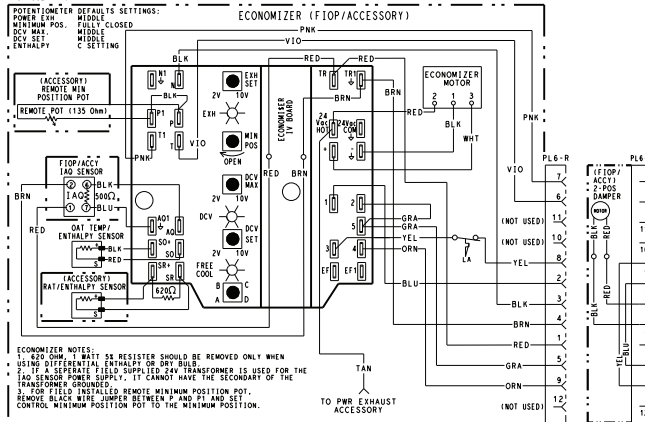 POTENTIOMETER DEFAULTS SETTINGS:
POWER EXH MIDDLE
MINIMUM POS. FULLY CLOSED
DCV MAX. MIDDLE
DCV SET MIDDLE
ENTHALPY C SETTING
ECONOMIZER (FIOP/ACCESSORY)
PNK
VIO
RED
RED
BLK
N1
N
EXH
SET
2V 10V
EXH
TR
TR1
BRN
BRN
ECONOMIZER
MOTOR
2 1 3
RED
BLK
WHT
(ACCESSORY)
REMOTE MIN
POSITION POT
REMOTE POT (135 Ohm)
BLK
P1
P
T1
T
PNK
VIO
MIN
POS
OPEN
ECONOMISER
IV BOARD
24
Vac
HOT
24Vac
COM
+ -
PNK
VIO
FIOP/ACCY
IAQ SENSOR
2 6
IAQ
500Ω
1 7
BLK
BLU
BRN
RED
RED
BRN
DCV
MAX
2V 10V
DCV
DCV
SET
2V 10V
AQ1
AQ
1
2
5
3
4
EF
EF1
GRA
GRA
YEL
ORN
BLU
LA
OAT TEMP/
ENTHALPY SENSOR
+
S
BLK
RED
SO+
SO
SR+
SR
620Ω
FREE
COOL
B C
A D
(ACCESSORY)
RAT/ENTHALPY SENSOR
+
S
PL6-R
7
6
(NOT USED) 11
(NOT USED) 10
YEL 8
2
BLK 3
BRN 4
RED 1
GRA 5
ORN 9
(NOT USED) 12
PL6
(FIOP/
ACCY)
2-POS
DAMPER
MOTOR
BLK
RED
BLK
RED
YEL
BLU
TAN
TO PWR EXHAUST
ACCESSORY
ECONOMIZER NOTES:
1. 620 OHM, 1 WATT 5% RESISTER SHOULD BE REMOVED ONLY WHEN
USING DIFFERENTIAL ENTHALPY OR DRY BULB.
2. IF A SEPERATE FIELD SUPPLIED 24V TRANSFORMER IS USED FOR THE
IAQ SENSOR POWER SUPPLY, IT CANNOT HAVE THE SECONDARY OF THE
TRANSFORMER GROUNDED.
3. FOR FIELD INSTALLED REMOTE MINIMUM POSITION POT,
REMOVE BLACK WIRE JUMPER BETWEEN P AND P1 AND SET
CONTROL MINIMUM POSITION POT TO THE MINIMUM POSITION.